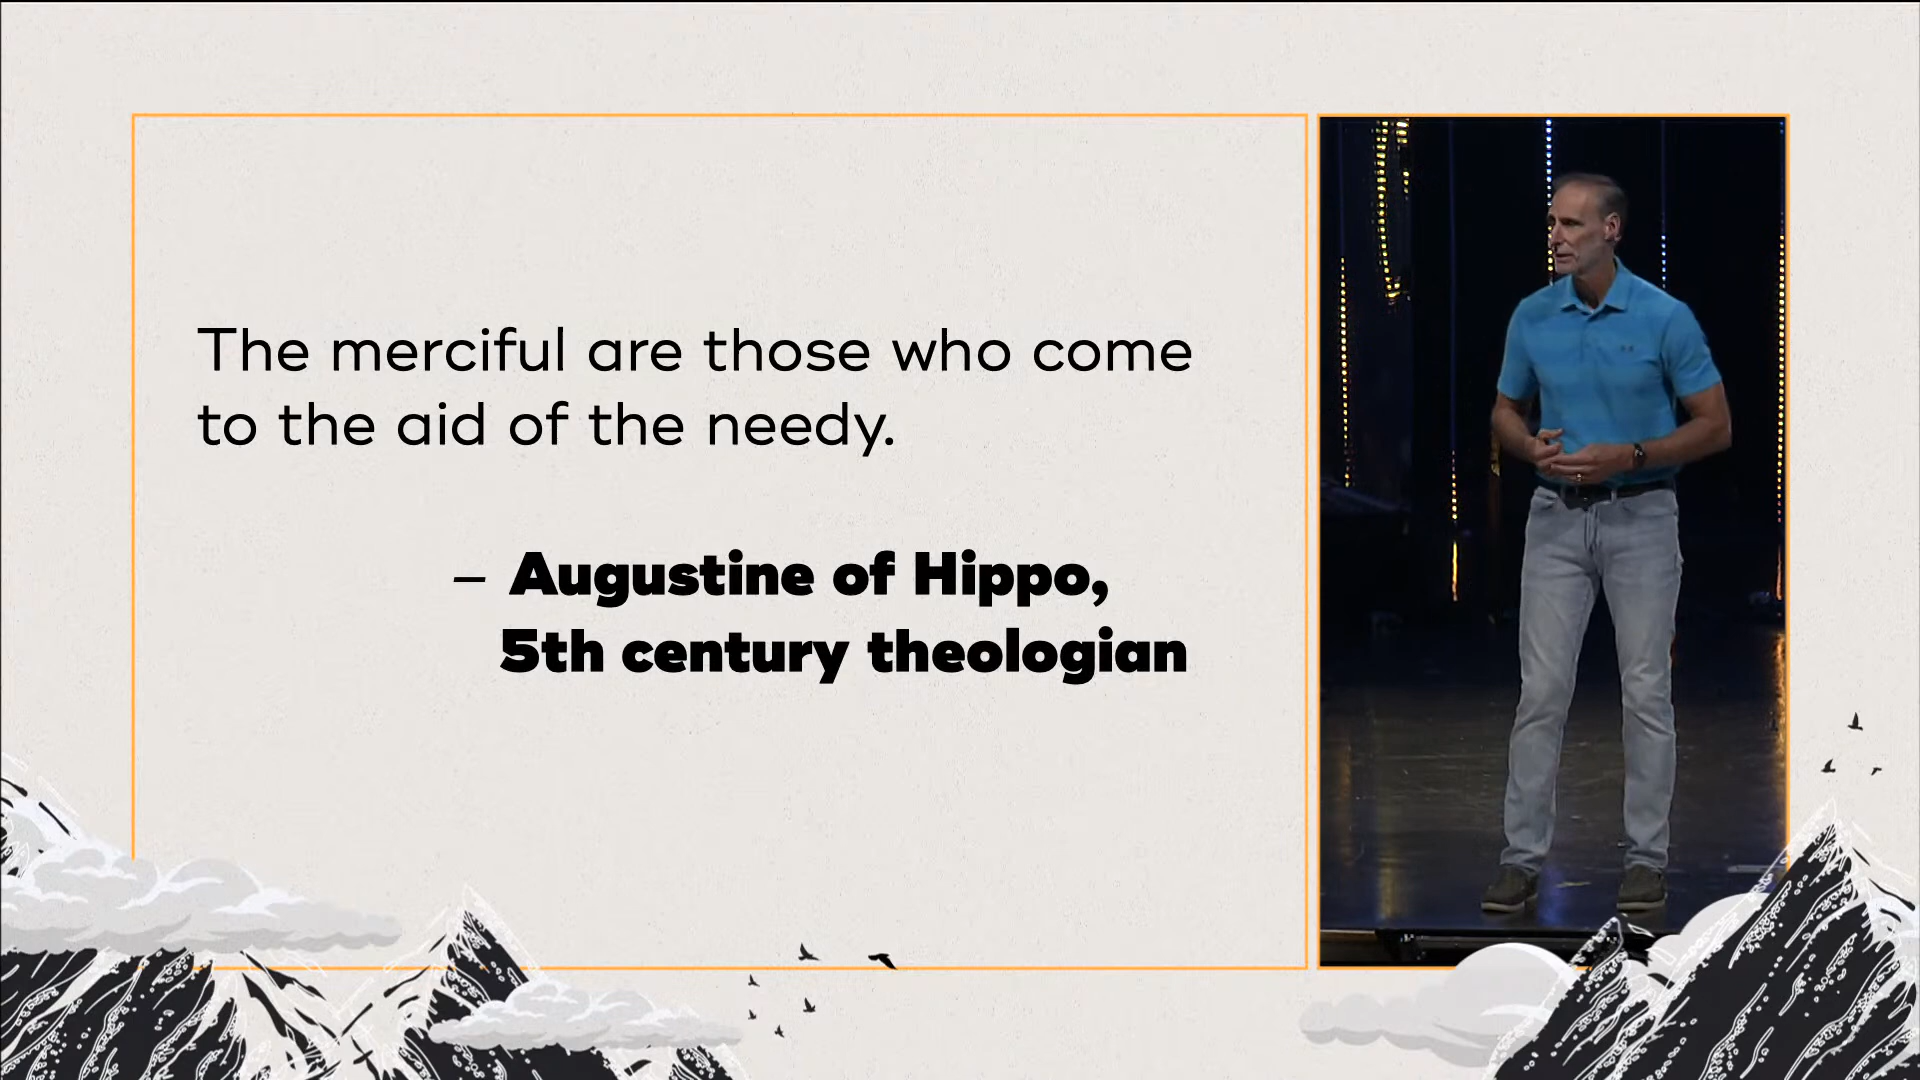 The merciful are those who come
to the aid of the needy.
– Augustine of Hippo,
5th century theologian